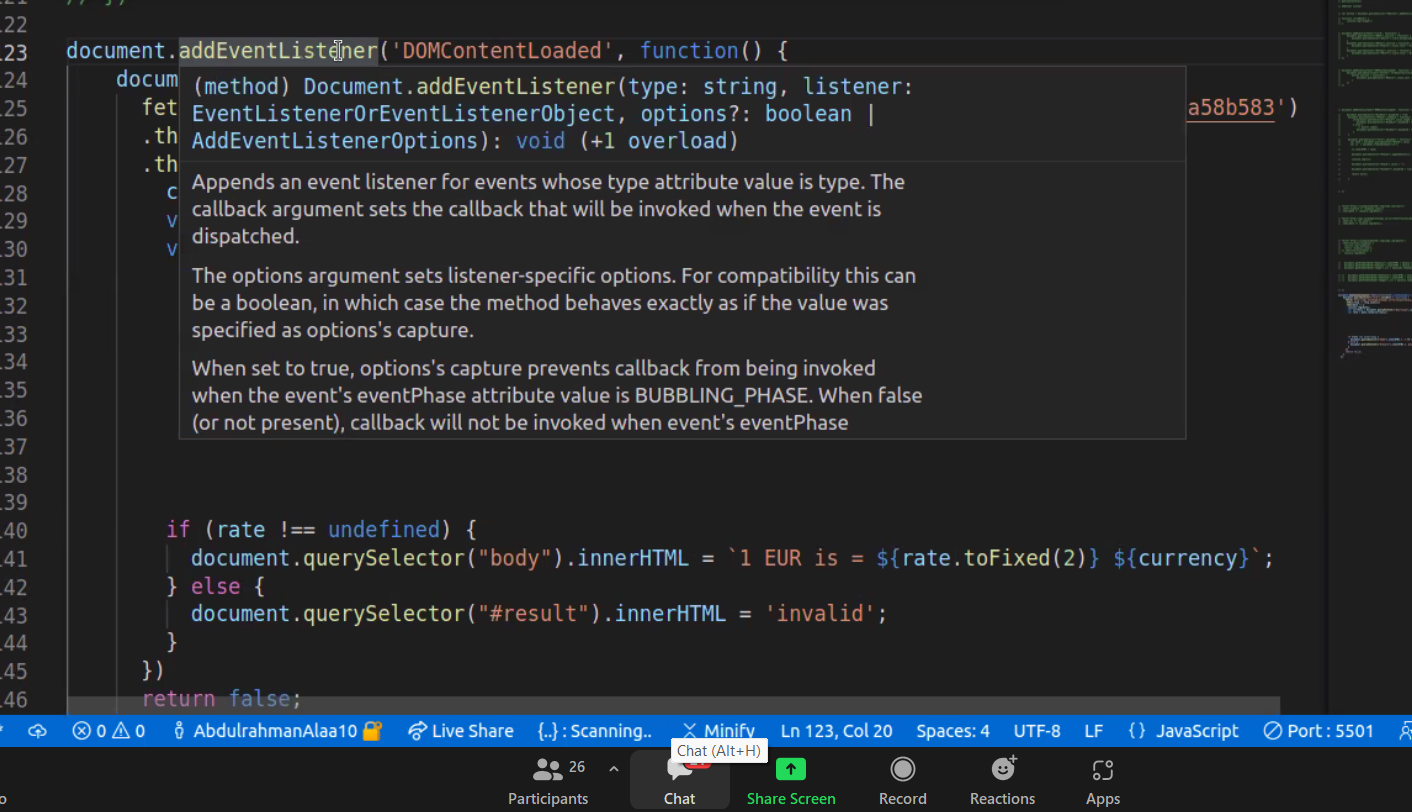 122
123 document.addEventListener('DOMContentLoaded', function() {
124 docum
(method) Document.addEventListener(type: string, listener:
125 fet
a58b583')
EventListenerOrEventListenerObject, options?: boolean |
126 .th
AddEventListenerOptions): void (+1 overload)
127 .th
Appends an event listener for events whose type attribute value is type. The
128 c
callback argument sets the callback that will be invoked when the event is
129 v
dispatched.
130 v
The options argument sets listener-specific options. For compatibility this can
131
be a boolean, in which case the method behaves exactly as if the value was
132
specified as options's capture.
133
134
When set to true, options's capture prevents callback from being invoked
135
when the event's eventPhase attribute value is BUBBLING_PHASE. When false
136
(or not present), callback will not be invoked when event's eventPhase
137
138
139
140 if (rate !== undefined) {
141 document.querySelector("body").innerHTML = `1 EUR is = ${rate.toFixed(2)} ${currency}`;
142 } else {
143 document.querySelector("#result").innerHTML = 'invalid';
144 }
145 })
146 return false;
0 0 AbdulrahmanAlaa10 Live Share {..} : Scanning.. Minify Ln 123, Col 20 Spaces: 4 UTF-8 LF {} JavaScript Port : 5501
Chat (Alt+H)
26
Participants Chat Share Screen Record Reactions Apps